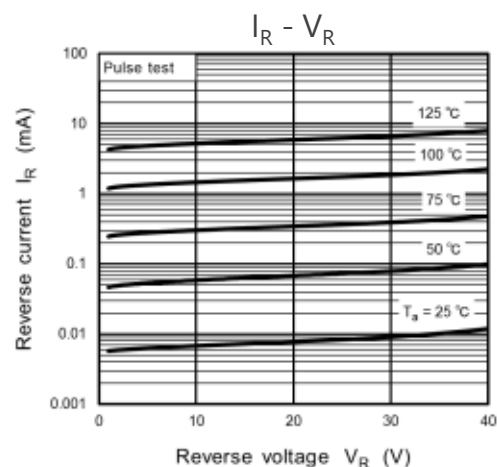 I_R - V_R
Pulse test
100
10
1
0.1
0.01
0.001
125 °C
100 °C
75 °C
50 °C
T_a = 25 °C
0 10 20 30 40
Reverse current I_R (mA)
Reverse voltage V_R (V)